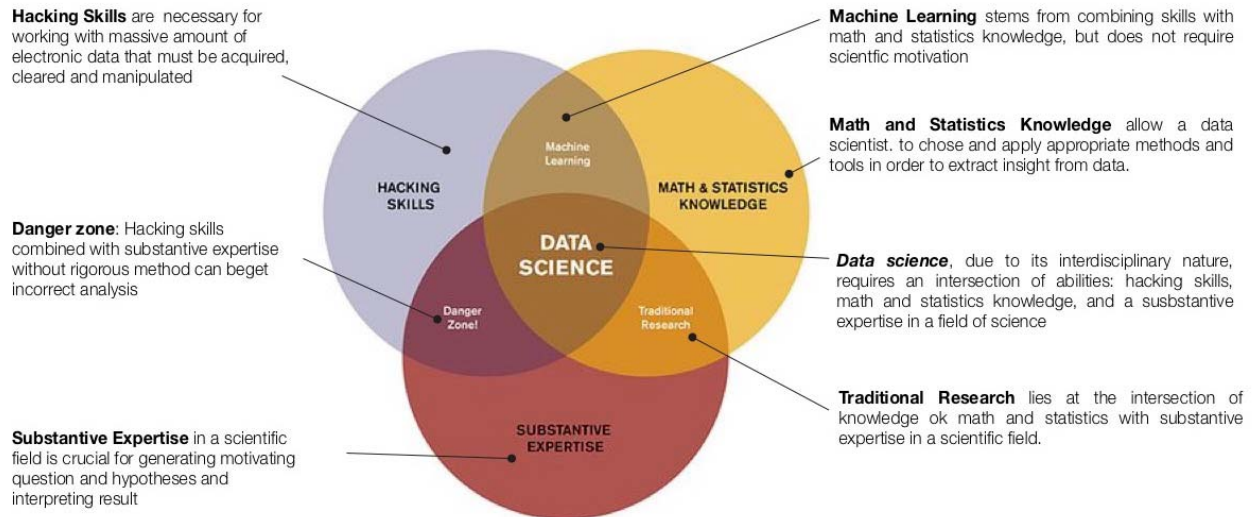 Hacking Skills are necessary for
working with massive amount of
electronic data that must be acquired,
cleared and manipulated
Machine Learning stems from combining skills with
math and statistics knowledge, but does not require
scientfic motivation
Math and Statistics Knowledge allow a data
scientist. to chose and apply appropriate methods and
tools in order to extract insight from data.
Danger zone: Hacking skills
combined with substantive expertise
without rigorous method can beget
incorrect analysis
Data science, due to its interdisciplinary nature,
requires an intersection of abilities: hacking skills,
math and statistics knowledge, and a susbstantive
expertise in a field of science
Substantive Expertise in a scientific
field is crucial for generating motivating
question and hypotheses and
interpreting result
Traditional Research lies at the intersection of
knowledge ok math and statistics with substantive
expertise in a scientific field.
Machine
Learning
HACKING
SKILLS
MATH & STATISTICS
KNOWLEDGE
DATA
SCIENCE
Danger
Zone!
Traditional
Research
SUBSTANTIVE
EXPERTISE